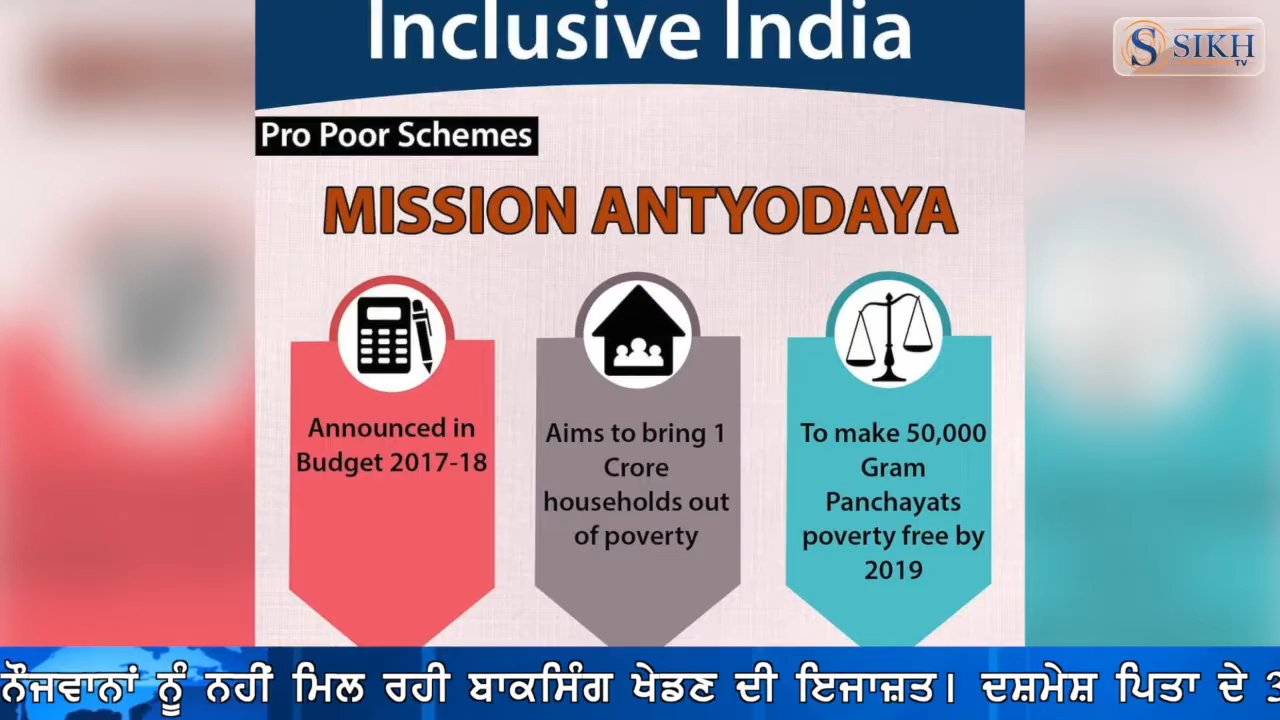 Inclusive India
S SIKH
TV
Pro Poor Schemes
MISSION ANTYODAYA
Announced in
Budget 2017-18
Aims to bring 1
Crore
households out
of poverty
To make 50,000
Gram
Panchayats
poverty free by
2019
ਨੌਜਵਾਨਾਂ ਨੂੰ ਨਹੀਂ ਮਿਲ ਰਹੀ ਬਾਕਸਿੰਗ ਖੇਡਣ ਦੀ ਇਜਾਜ਼ਤ। ਦਸ਼ਮੇਸ਼ ਪਿਤਾ ਦੇ